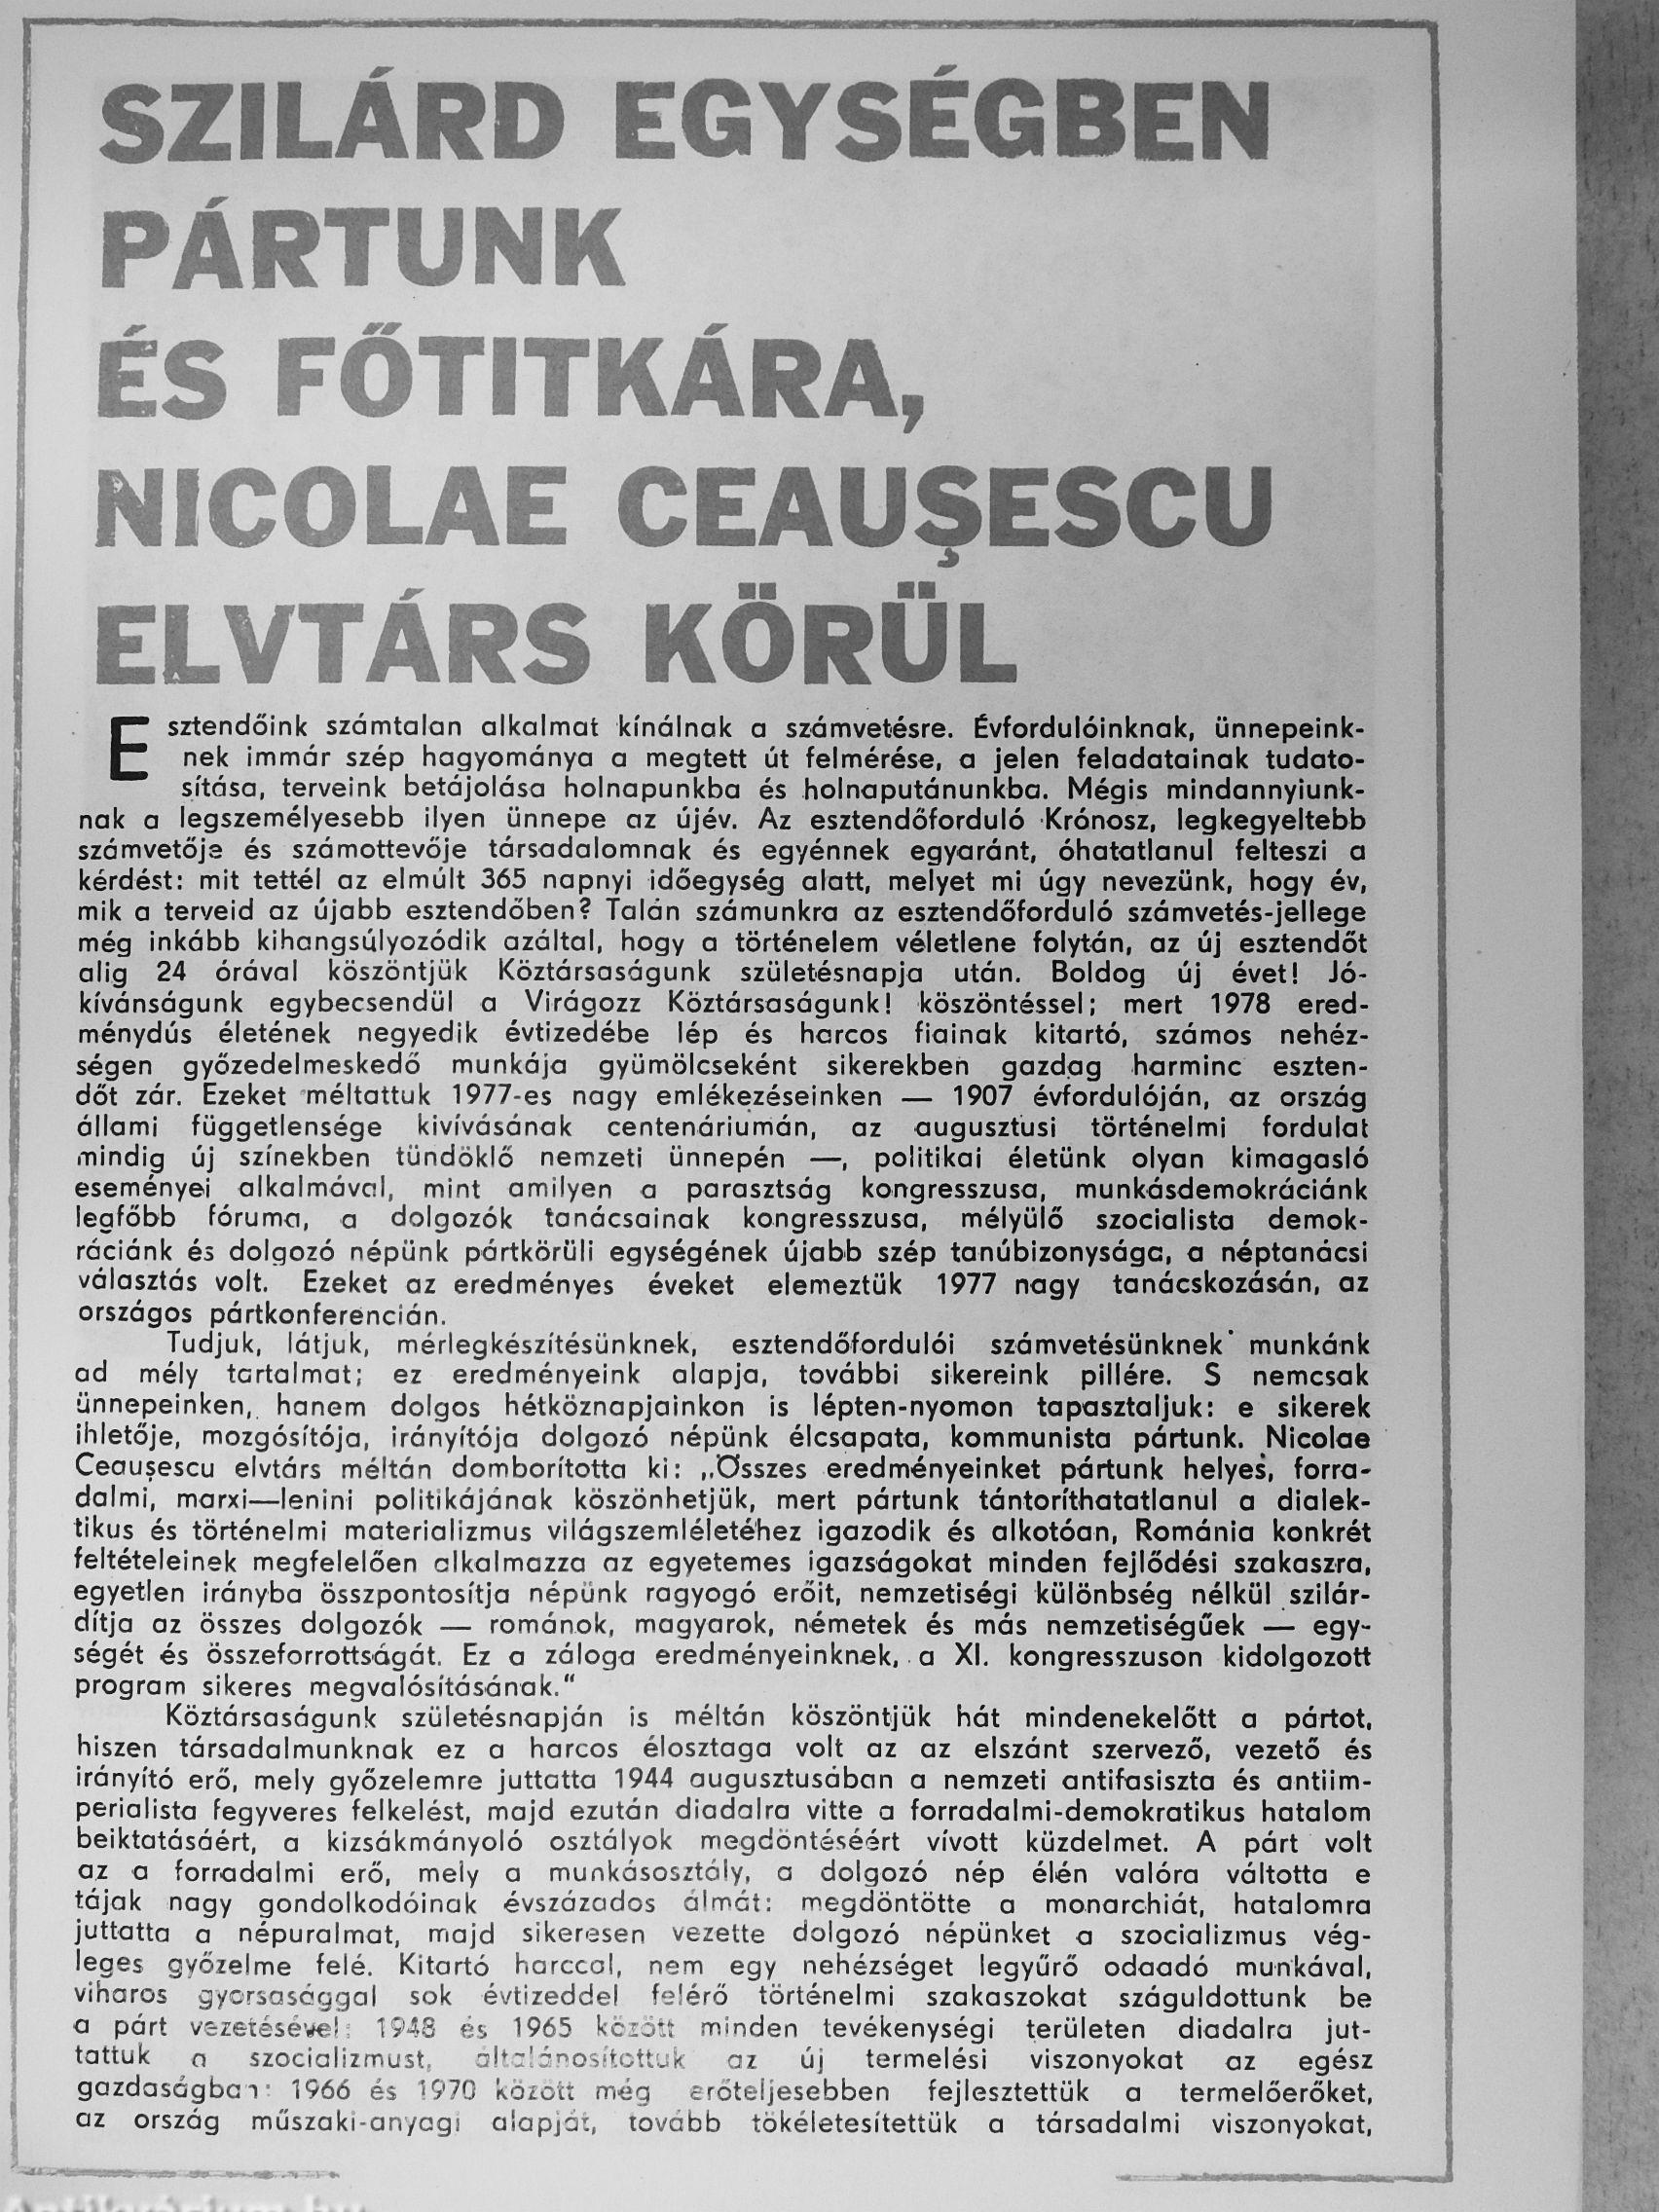 SZILÁRD EGYSÉGBEN
PÁRTUNK
ÉS FŐTITKÁRA,
NICOLAE CEAUŞESCU
ELVTÁRS KÖRÜL
Esztendőink számtalan alkalmat kínálnak a számvetésre. Évfordulóinknak, ünnepeink-
nek immár szép hagyománya a megtett út felmérése, a jelen feladatainak tudato-
sítása, terveink betájolása holnapunkba és holnaputánunkba. Mégis mindannyiunk-
nak a legszemélyesebb ilyen ünnepe az újév. Az esztendőforduló Krónosz, legkegyeltebb
számvetője és számottevője társadalomnak és egyénnek egyaránt, óhatatlanul felteszi a
kérdést: mit tettél az elmúlt 365 napnyi időegység alatt, melyet mi úgy nevezünk, hogy év,
mik a terveid az újabb esztendőben? Talán számunkra az esztendőforduló számvetés-jellege
még inkább kihangsúlyozódik azáltal, hogy a történelem véletlene folytán, az új esztendőt
alig 24 órával köszöntjük Köztársaságunk születésnapja után. Boldog új évet! Jó-
kívánságunk egybecsendül a Virágozz Köztársaságunk! köszöntéssel; mert 1978 ered-
ménydús életének negyedik évtizedébe lép és harcos fiainak kitartó, számos nehéz-
ségen győzedelmeskedő munkája gyümölcseként sikerekben gazdag harminc eszten-
dőt zár. Ezeket méltattuk 1977-es nagy emlékezéseinken — 1907 évfordulóján, az ország
állami függetlensége kivívásának centenáriumán, az augusztusi történelmi fordulat
mindig új színekben tündöklő nemzeti ünnepén —, politikai életünk olyan kimagasló
eseményei alkalmával, mint amilyen a parasztság kongresszusa, munkásdemokráciánk
legfőbb fóruma, a dolgozók tanácsainak kongresszusa, mélyülő szocialista demok-
ráciánk és dolgozó népünk pártkörüli egységének újabb szép tanúbizonysága, a néptanácsi
választás volt. Ezeket az eredményes éveket elemeztük 1977 nagy tanácskozásán, az
országos pártkonferencián.
Tudjuk, látjuk, mérlegkészítésünknek, esztendőfordulói számvetésünknek munkánk
ad mély tartalmat; ez eredményeink alapja, további sikereink pillére. S nemcsak
ünnepeinken, hanem dolgos hétköznapjainkon is lépten-nyomon tapasztaljuk: e sikerek
ihletője, mozgósítója, irányítója dolgozó népünk élcsapata, kommunista pártunk. Nicolae
Ceauşescu elvtárs méltán domborította ki: „Összes eredményeinket pártunk helyes, forra-
dalmi, marxi—lenini politikájának köszönhetjük, mert pártunk tántoríthatatlanul a dialek-
tikus és történelmi materializmus világszemléletéhez igazodik és alkotóan, Románia konkrét
feltételeinek megfelelően alkalmazza az egyetemes igazságokat minden fejlődési szakaszra,
egyetlen irányba összpontosítja népünk ragyogó erőit, nemzetiségi különbség nélkül szilár-
dítja az összes dolgozók — románok, magyarok, németek és más nemzetiségűek — egy-
ségét és összeforrottságát. Ez a záloga eredményeinknek, a XI. kongresszuson kidolgozott
program sikeres megvalósításának."
Köztársaságunk születésnapján is méltán köszöntjük hát mindenekelőtt a pártot,
hiszen társadalmunknak ez a harcos élosztaga volt az az elszánt szervező, vezető és
irányító erő, mely győzelemre juttatta 1944 augusztusában a nemzeti antifasiszta és antiim-
perialista fegyveres felkelést, majd ezután diadalra vitte a forradalmi-demokratikus hatalom
beiktatásáért, a kizsákmányoló osztályok megdöntéséért vívott küzdelmet. A párt volt
az a forradalmi erő, mely a munkásosztály, a dolgozó nép élén valóra váltotta e
tájak nagy gondolkodóinak évszázados álmát: megdöntötte a monarchiát, hatalomra
juttatta a népuralmat, majd sikeresen vezette dolgozó népünket a szocializmus vég-
leges győzelme felé. Kitartó harccal, nem egy nehézséget legyűrő odaadó munkával,
viharos gyorsasággal sok évtizeddel felérő történelmi szakaszokat száguldottunk be
a párt vezetésével: 1948 és 1965 között minden tevékenységi területen diadalra jut-
tattuk a szocializmust, általánosítottuk az új termelési viszonyokat az egész
gazdaságban: 1966 és 1970 között még erőteljesebben fejlesztettük a termelőerőket,
az ország műszaki-anyagi alapját, tovább tökéletesítettük a társadalmi viszonyokat,